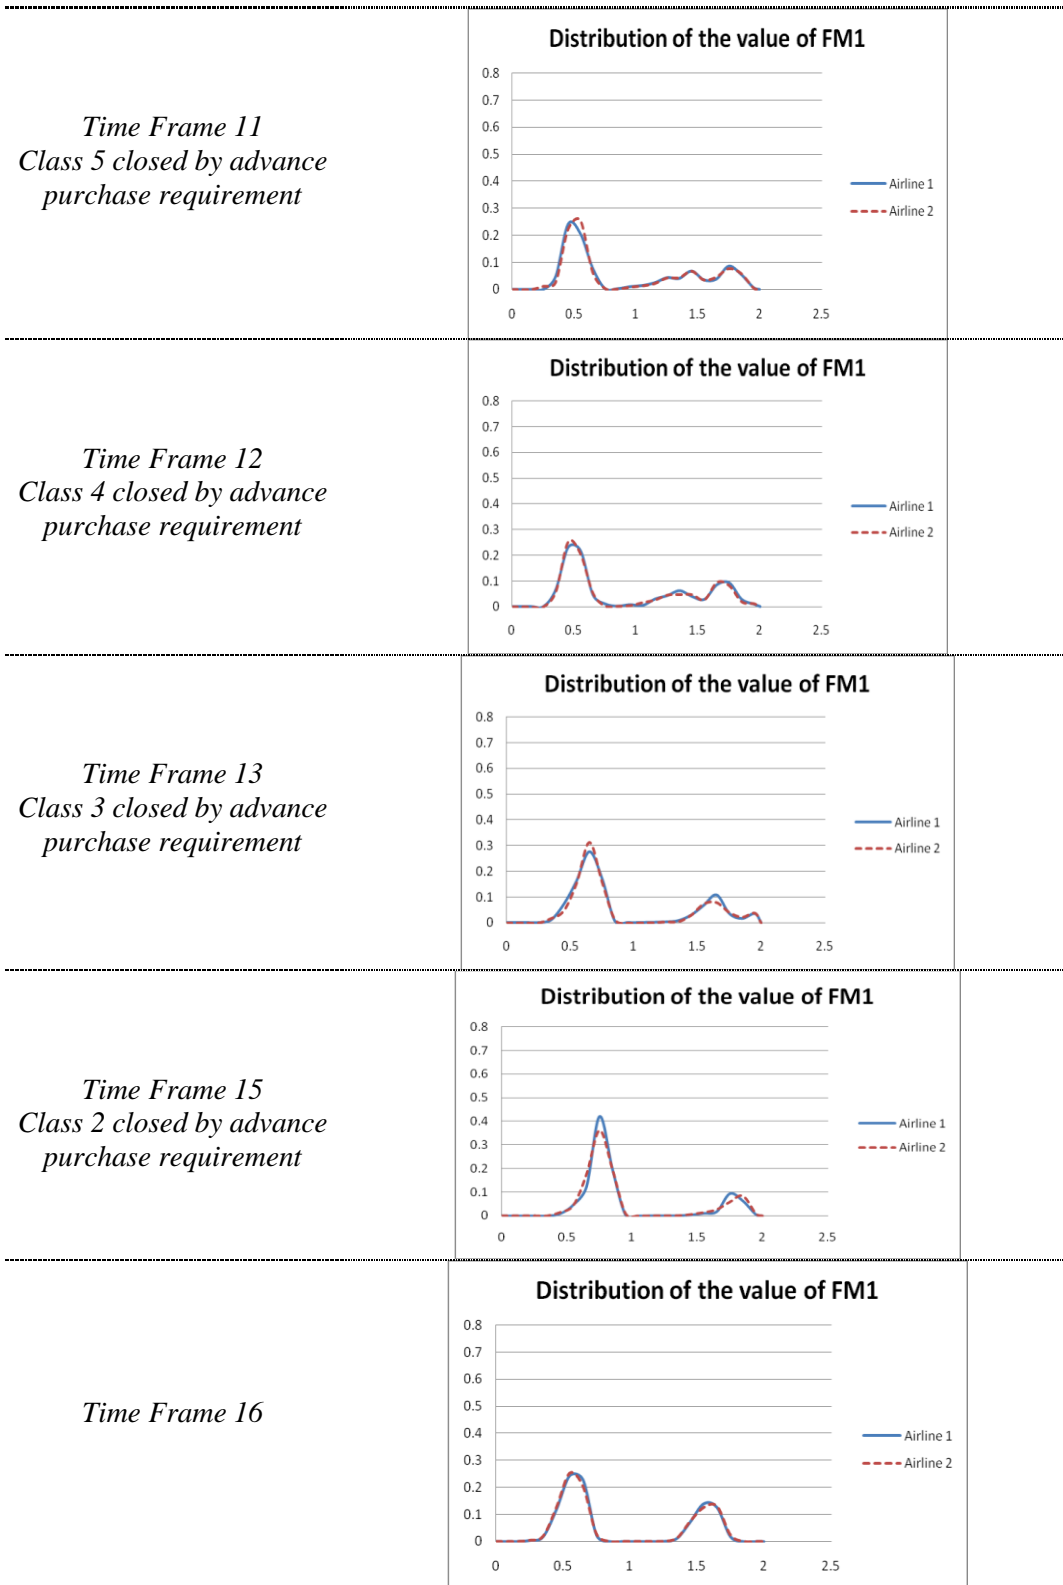 Distribution of the value of FM1
Time Frame 11
Class 5 closed by advance
purchase requirement
0.8
0.7
0.6
0.5
0.4
0.3
0.2
0.1
0
0 0.5 1 1.5 2 2.5
Airline 1
Airline 2
Distribution of the value of FM1
Time Frame 12
Class 4 closed by advance
purchase requirement
0.8
0.7
0.6
0.5
0.4
0.3
0.2
0.1
0
0 0.5 1 1.5 2 2.5
Airline 1
Airline 2
Distribution of the value of FM1
Time Frame 13
Class 3 closed by advance
purchase requirement
0.8
0.7
0.6
0.5
0.4
0.3
0.2
0.1
0
0 0.5 1 1.5 2 2.5
Airline 1
Airline 2
Distribution of the value of FM1
Time Frame 15
Class 2 closed by advance
purchase requirement
0.8
0.7
0.6
0.5
0.4
0.3
0.2
0.1
0
0 0.5 1 1.5 2 2.5
Airline 1
Airline 2
Distribution of the value of FM1
Time Frame 16
0.8
0.7
0.6
0.5
0.4
0.3
0.2
0.1
0
0 0.5 1 1.5 2 2.5
Airline 1
Airline 2